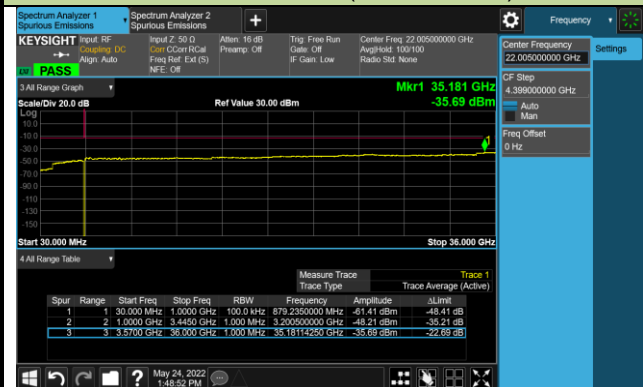 Spectrum Analyzer 1
Spurious Emissions
Spectrum Analyzer 2
Spurious Emissions
Frequency
KEYSIGHT
Input: RF
Coupling: DC
Align: Auto
Input Z: 50 Ω
Corr CCorr RCal
Freq Ref: Ext (S)
NFE: Off
Atten: 16 dB
Preamp: Off
Trig: Free Run
Gate: Off
IF Gain: Low
Center Freq: 22.005000000 GHz
Avg|Hold: 100/100
Radio Std: None
PASS
Center Frequency
22.005000000 GHz
Settings
CF Step
4.399000000 GHz
Auto
Man
Freq Offset
0 Hz
3 All Range Graph
Mkr1 35.181 GHz
Scale/Div 20.0 dB
Ref Value 30.00 dBm
-35.69 dBm
Log
10.0
-10.0
-30.0
-50.0
-70.0
-90.0
-110
-130
-150
1
Start 30.000 MHz
Stop 36.000 GHz
4 All Range Table
Measure Trace Trace 1
Trace Type Trace Average (Active)
Spur Range Start Freq Stop Freq RBW Frequency Amplitude ΔLimit
1 1 30.000 MHz 1.0000 GHz 100.0 kHz 879.2350000 MHz -61.41 dBm -48.41 dB
2 2 1.0000 GHz 3.4450 GHz 1.000 MHz 3.200500000 GHz -48.21 dBm -35.21 dB
3 3 3.5700 GHz 36.000 GHz 1.000 MHz 35.18114250 GHz -35.69 dBm -22.69 dB
May 24, 2022
1:48:52 PM